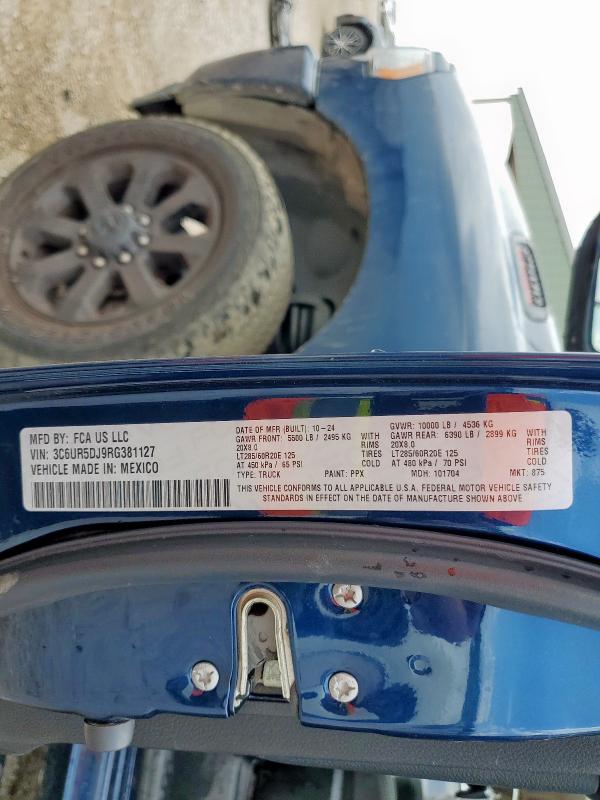 MFD BY: FCA US LLC
VIN: 3C6UR5DJ9RG381127
VEHICLE MADE IN: MEXICO
DATE OF MFR (BUILT): 10-24 GVWR: 10000 LB / 4536 KG
GAWR FRONT: 5500 LB / 2495 KG WITH GAWR REAR: 6390 LB / 2899 KG WITH
20X8.0 RIMS 20X8.0 RIMS
LT285/60R20E 125 TIRES LT285/60R20E 125 TIRES
AT 450 kPa / 65 PSI COLD AT 480 kPa / 70 PSI COLD
TYPE: TRUCK PAINT: PPX MDH: 101704 MKT: 875
THIS VEHICLE CONFORMS TO ALL APPLICABLE U.S.A. FEDERAL MOTOR VEHICLE SAFETY
STANDARDS IN EFFECT ON THE DATE OF MANUFACTURE SHOWN ABOVE